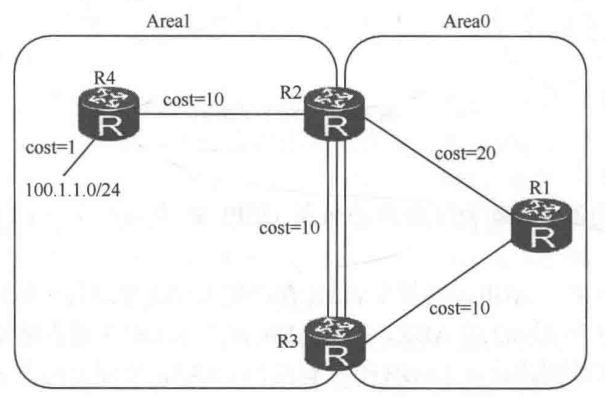 Area1 Area0
R4
cost=10
R2
R
R
cost=1
cost=20
100.1.1.0/24
R1
cost=10
R
cost=10
R3
R